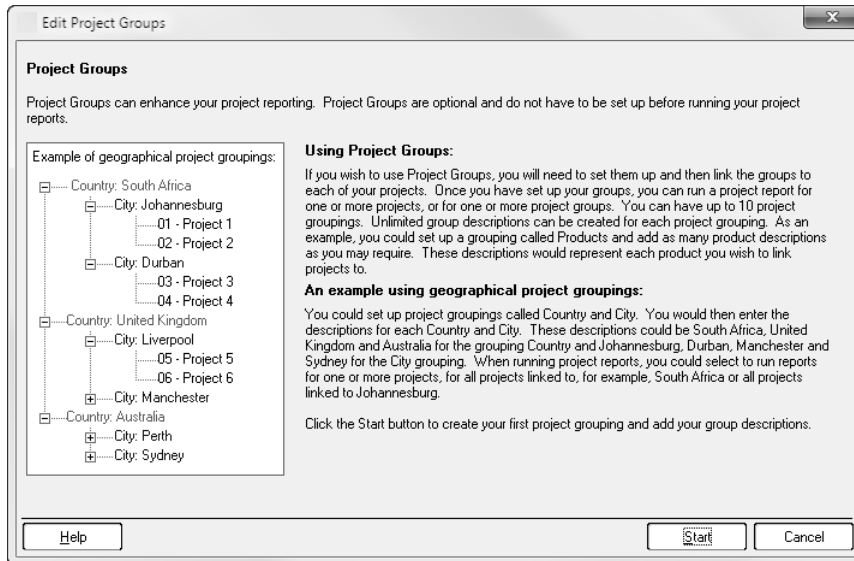 Edit Project Groups
Project Groups
Project Groups can enhance your project reporting. Project Groups are optional and do not have to be set up before running your project
reports.
Example of geographical project groupings:
Country: South Africa
City: Johannesburg
01 - Project 1
02 - Project 2
City: Durban
03 - Project 3
04 - Project 4
Country: United Kingdom
City: Liverpool
05 - Project 5
06 - Project 6
City: Manchester
Country: Australia
City: Perth
City: Sydney
Using Project Groups:
If you wish to use Project Groups, you will need to set them up and then link the groups to
each of your projects. Once you have set up your groups, you can run a project report for
one or more projects, or for one or more project groups. You can have up to 10 project
groupings. Unlimited group descriptions can be created for each project grouping. As an
example, you could set up a grouping called Products and add as many product descriptions
as you may require. These descriptions would represent each product you wish to link
projects to.
An example using geographical project groupings:
You could set up project groupings called Country and City. You would then enter the
descriptions for each Country and City. These descriptions could be South Africa, United
Kingdom and Australia for the grouping Country and Johannesburg, Durban, Manchester and
Sydney for the City grouping. When running project reports, you could select to run reports
for one or more projects, for all projects linked to, for example, South Africa or all projects
linked to Johannesburg.
Click the Start button to create your first project grouping and add your group descriptions.
Help
Start
Cancel